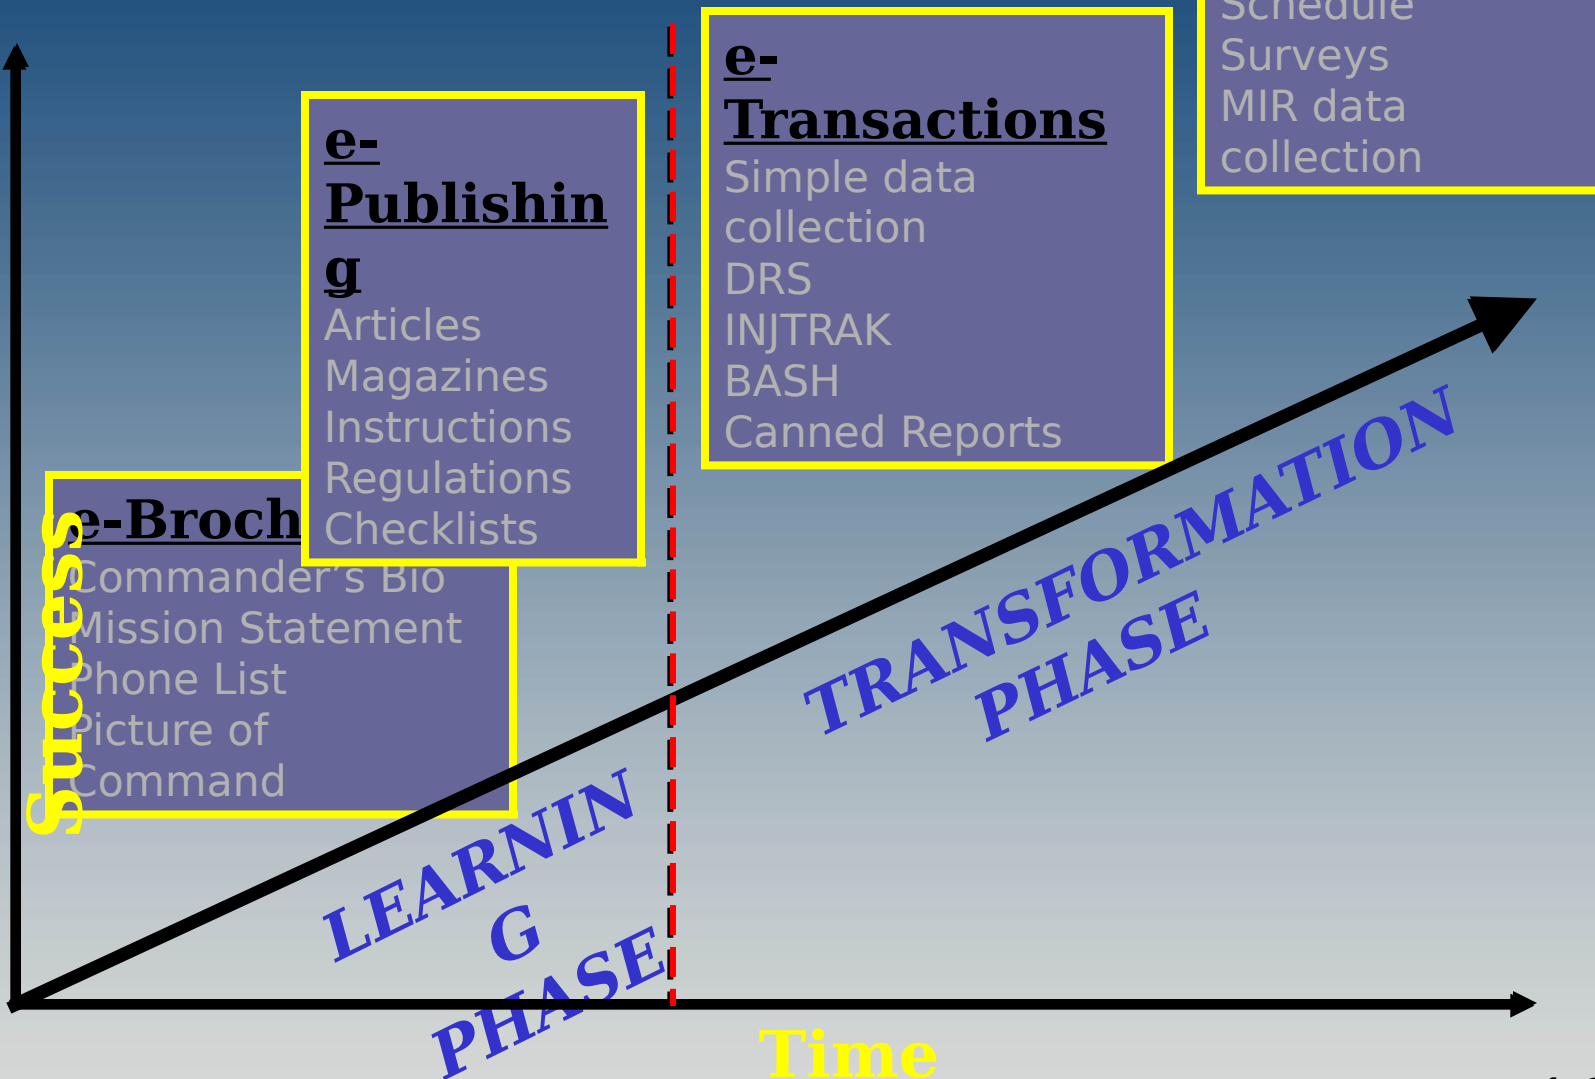 Schedule
Surveys
MIR data
collection
e-
Transactions
Simple data
collection
DRS
INJTRAK
BASH
Canned Reports
e-
Publishin
g
Articles
Magazines
Instructions
Regulations
Checklists
e-Broch
Commander’s Bio
Mission Statement
Phone List
Picture of
Command
Success
TRANSFORMATION
PHASE
LEARNIN
G
PHASE
Time